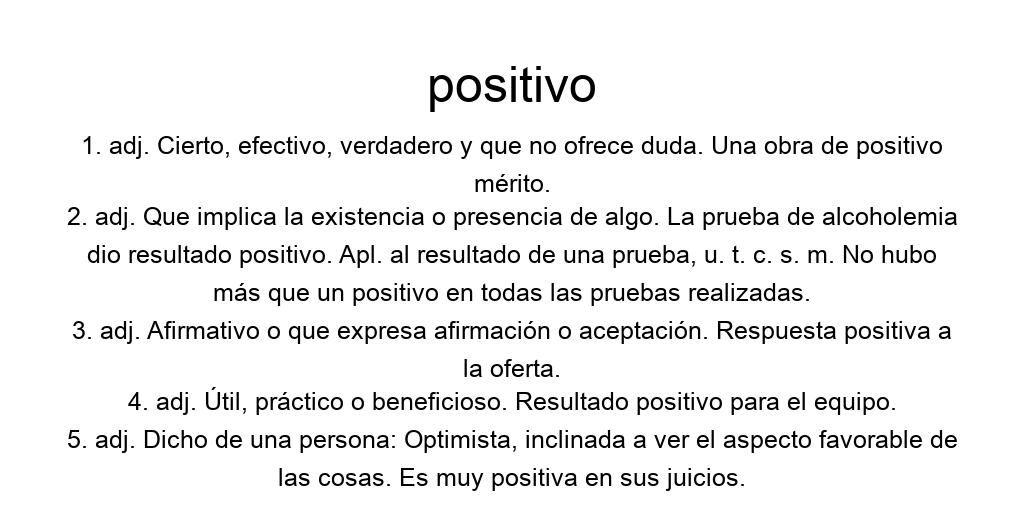 positivo
1. adj. Cierto, efectivo, verdadero y que no ofrece duda. Una obra de positivo
mérito.
2. adj. Que implica la existencia o presencia de algo. La prueba de alcoholemia
dio resultado positivo. Apl. al resultado de una prueba, u. t. c. s. m. No hubo
más que un positivo en todas las pruebas realizadas.
3. adj. Afirmativo o que expresa afirmación o aceptación. Respuesta positiva a
la oferta.
4. adj. Útil, práctico o beneficioso. Resultado positivo para el equipo.
5. adj. Dicho de una persona: Optimista, inclinada a ver el aspecto favorable de
las cosas. Es muy positiva en sus juicios.